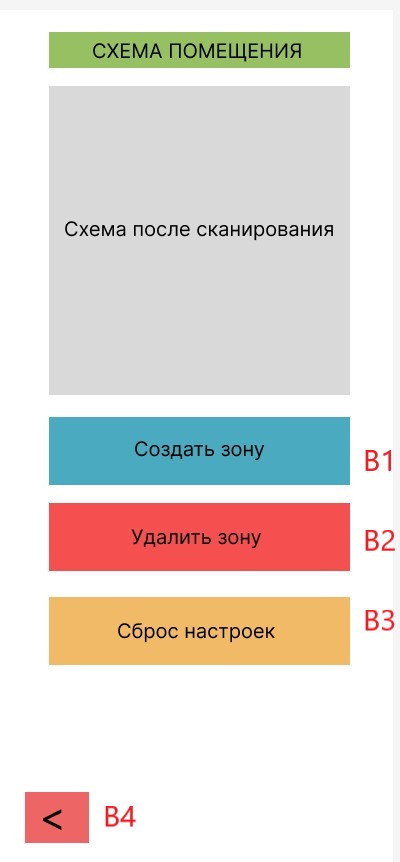 СХЕМА ПОМЕЩЕНИЯ
Схема после сканирования
Создать зону
B1
Удалить зону
B2
Сброс настроек
B3
<
B4